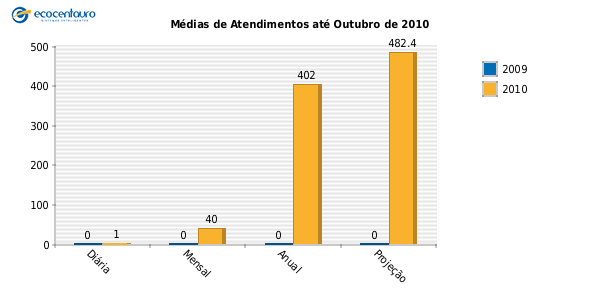 ecocentauro
Médias de Atendimentos até Outubro de 2010
500
400
300
200
100
0
0
1
0
40
0
402
0
482.4
Diária
Mensal
Anual
Projeção
2009
2010